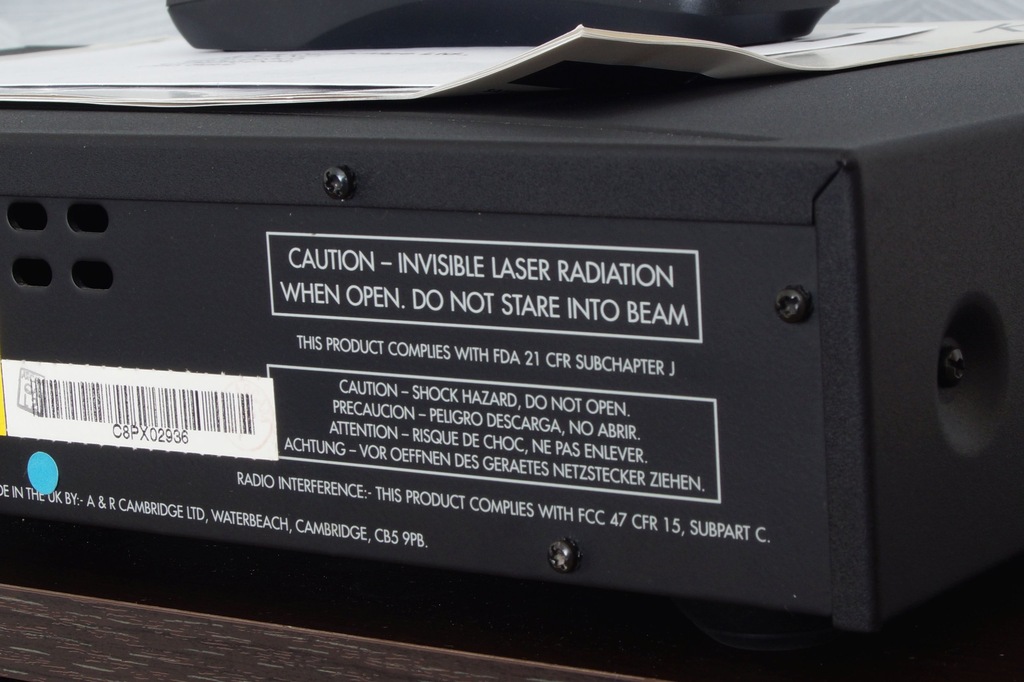 CAUTION – INVISIBLE LASER RADIATION
WHEN OPEN. DO NOT STARE INTO BEAM
THIS PRODUCT COMPLIES WITH FDA 21 CFR SUBCHAPTER J
CAUTION – SHOCK HAZARD, DO NOT OPEN.
PRECAUCION – PELIGRO DESCARGA, NO ABRIR.
ATTENTION – RISQUE DE CHOC, NE PAS ENLEVER.
ACHTUNG – VOR OEFFNEN DES GERAETES NETZSTECKER ZIEHEN.
C8PX02936
RADIO INTERFERENCE:- THIS PRODUCT COMPLIES WITH FCC 47 CFR 15, SUBPART C.
DE IN THE UK BY:- A & R CAMBRIDGE LTD, WATERBEACH, CAMBRIDGE, CB5 9PB.